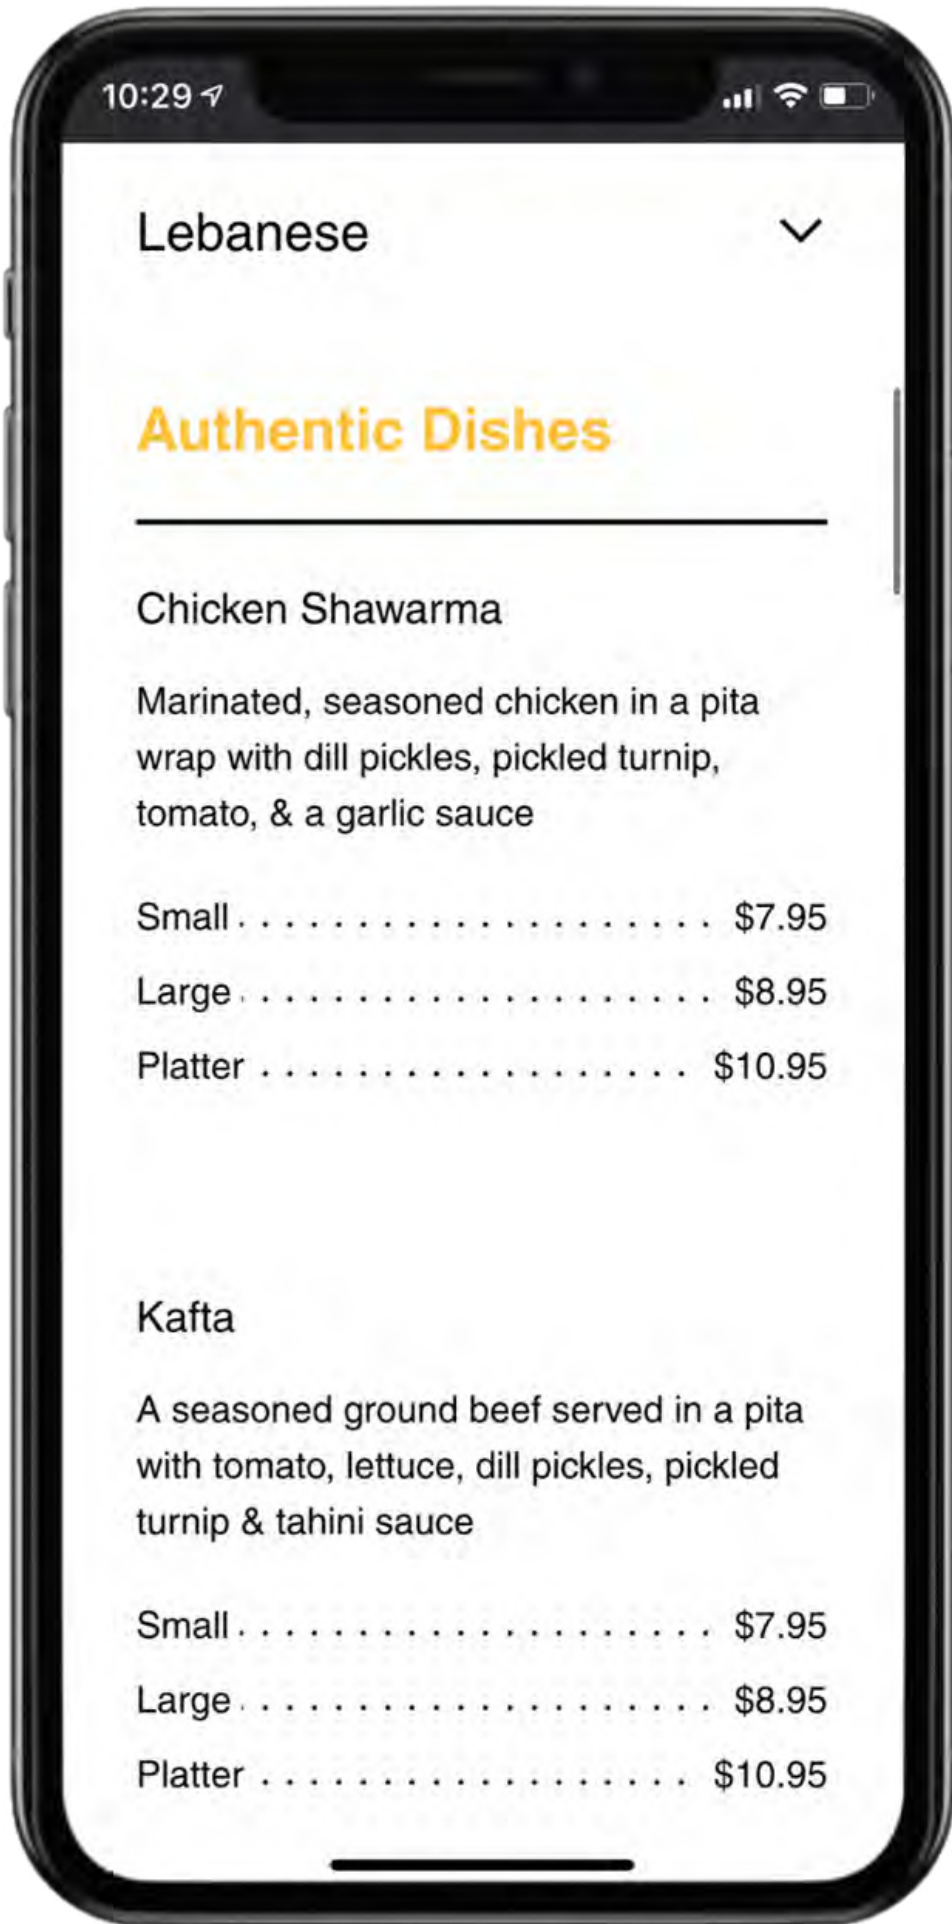 10:29
Lebanese
Authentic Dishes
Chicken Shawarma
Marinated, seasoned chicken in a pita
wrap with dill pickles, pickled turnip,
tomato, & a garlic sauce
Small . . . . . . . . . . . . . . . . . . . . $7.95
Large . . . . . . . . . . . . . . . . . . . . $8.95
Platter . . . . . . . . . . . . . . . . . . $10.95
Kafta
A seasoned ground beef served in a pita
with tomato, lettuce, dill pickles, pickled
turnip & tahini sauce
Small . . . . . . . . . . . . . . . . . . . . $7.95
Large . . . . . . . . . . . . . . . . . . . . $8.95
Platter . . . . . . . . . . . . . . . . . . $10.95